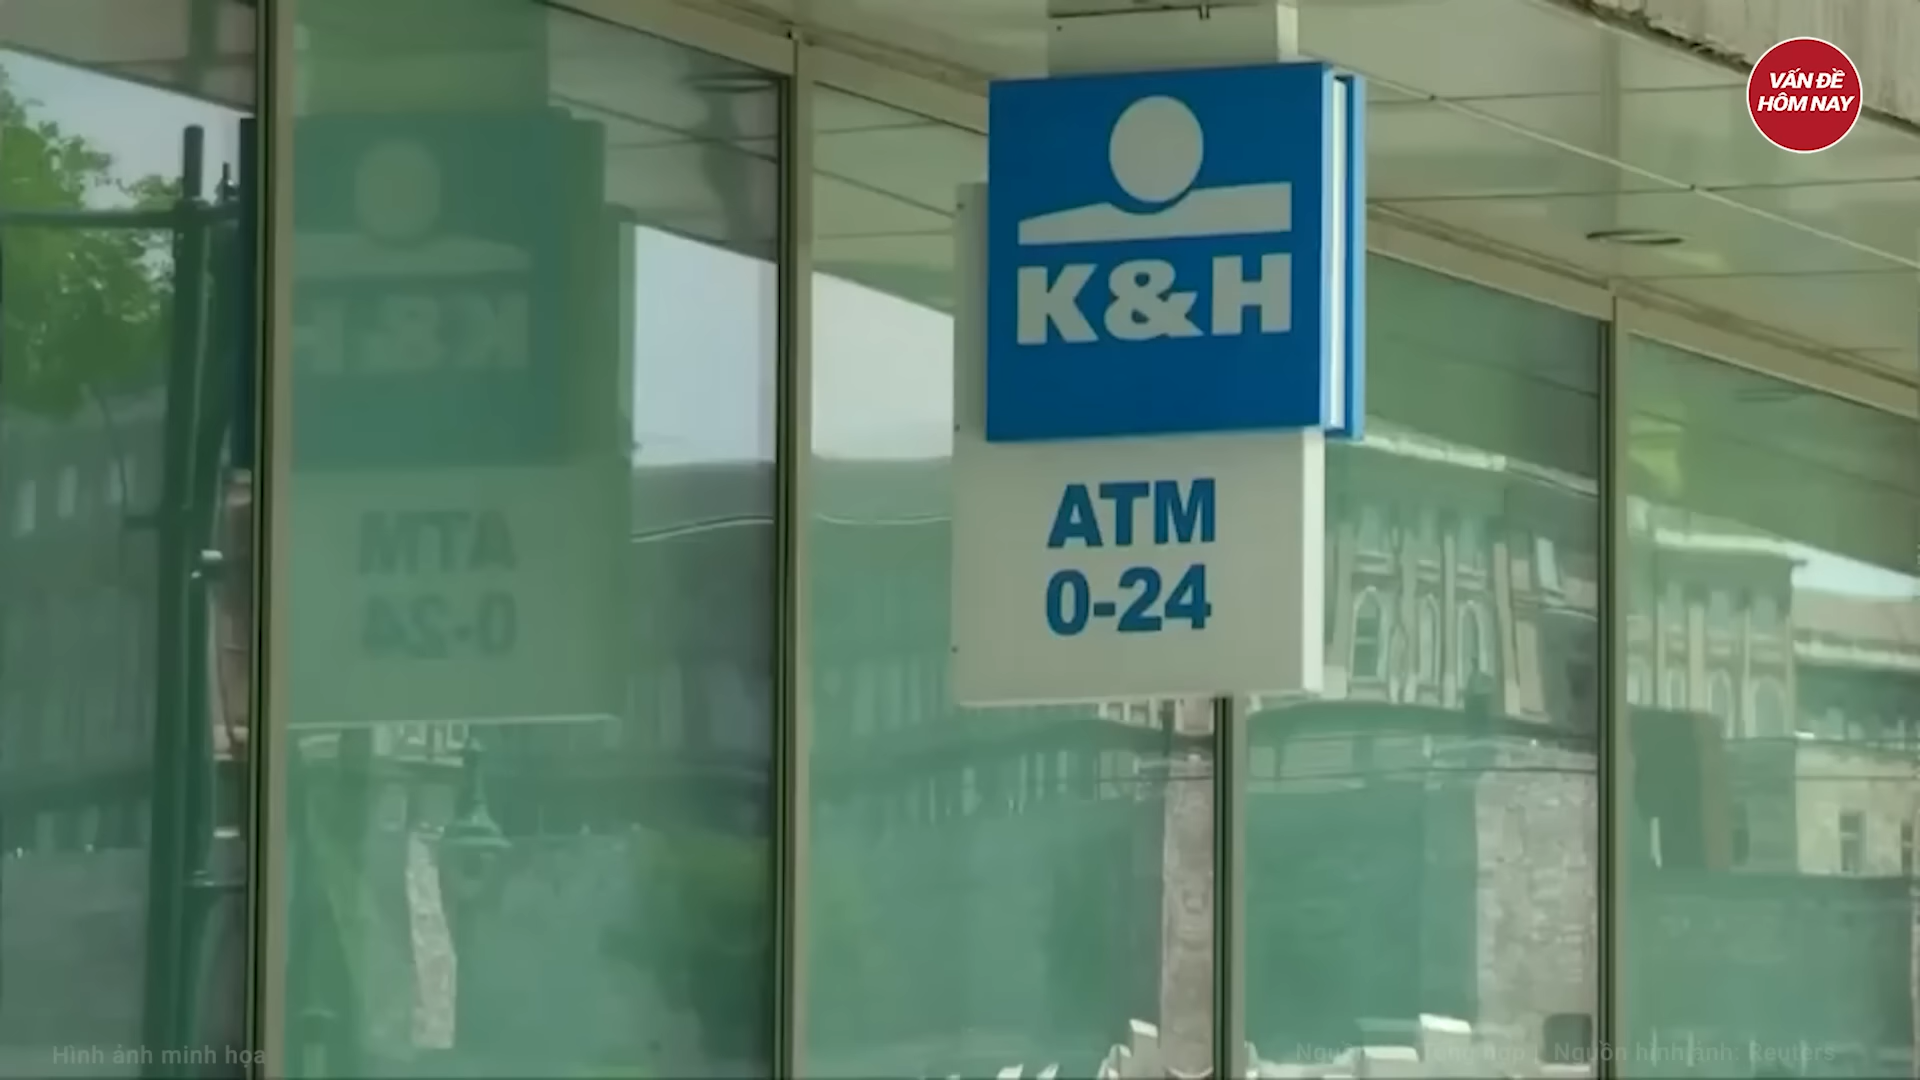 VẤN ĐỀ
HÔM NAY
K&H
ATM
0-24
Hình ảnh minh họa
Nguồn hình ảnh: Reuters